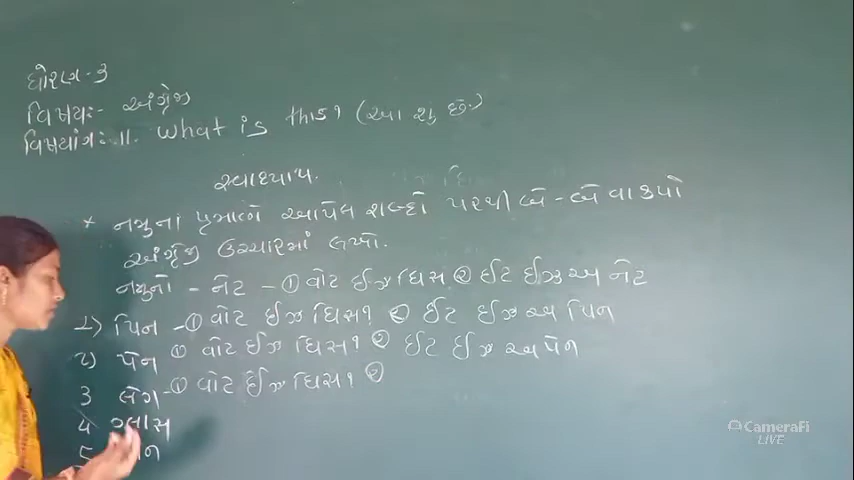 ધોરણ-3
વિષય:- અંગ્રેજી
વિષયાંગ:- 11. What is this? (આ શુ છે.)
સ્વાધ્યાય.
* નમુનાં પ્રમાણે આપેલ શબ્દો પરથી બે-બે વાકયો
અંગ્રેજી ઉચ્ચારમાં લખો.
નમુનો - નેટ - ① વોટ ઈઝ ધિસ ② ઈટ ઈઝ અ નેટ
1) પિન - ① વોટ ઈઝ ધિસ? ② ઈટ ઈઝ અ પિન
2) પેન ① વોટ ઈઝ ધિસ? ② ઈટ ઈઝ અ પેન
3 લેગ - ① વોટ ઈઝ ધિસ? ②
4 ગ્લાસ
5
CameraFi
LIVE